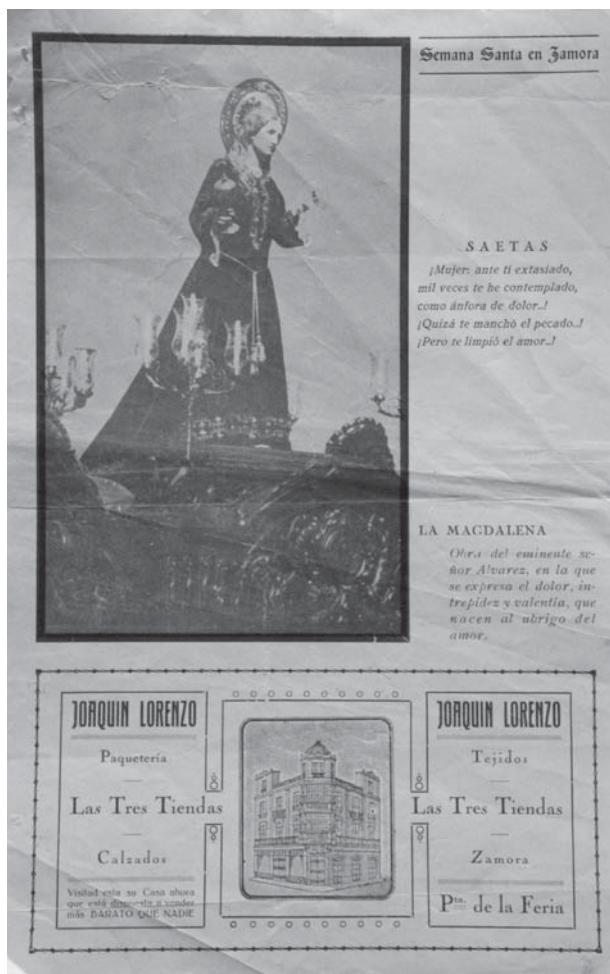 Semana Santa en Zamora
SAETAS
¡Mujer: ante ti extasiado,
mil veces te he contemplado,
como ánfora de dolor..!
¡Quizá te manchó el pecado..!
¡Pero te limpió el amor..!
LA MAGDALENA
Obra del eminente se-
ñor Alvarez, en la que
se expresa el dolor, in-
trepidez y valentía, que
nacen al abrigo del
amor.
JOAQUIN LORENZO
Paquetería
Las Tres Tiendas
Calzados
Visitad esta su Casa ahora
que está dispuesta a vender
más BARATO QUE NADIE
JOAQUIN LORENZO
Tejidos
Las Tres Tiendas
Zamora
Pta. de la Feria